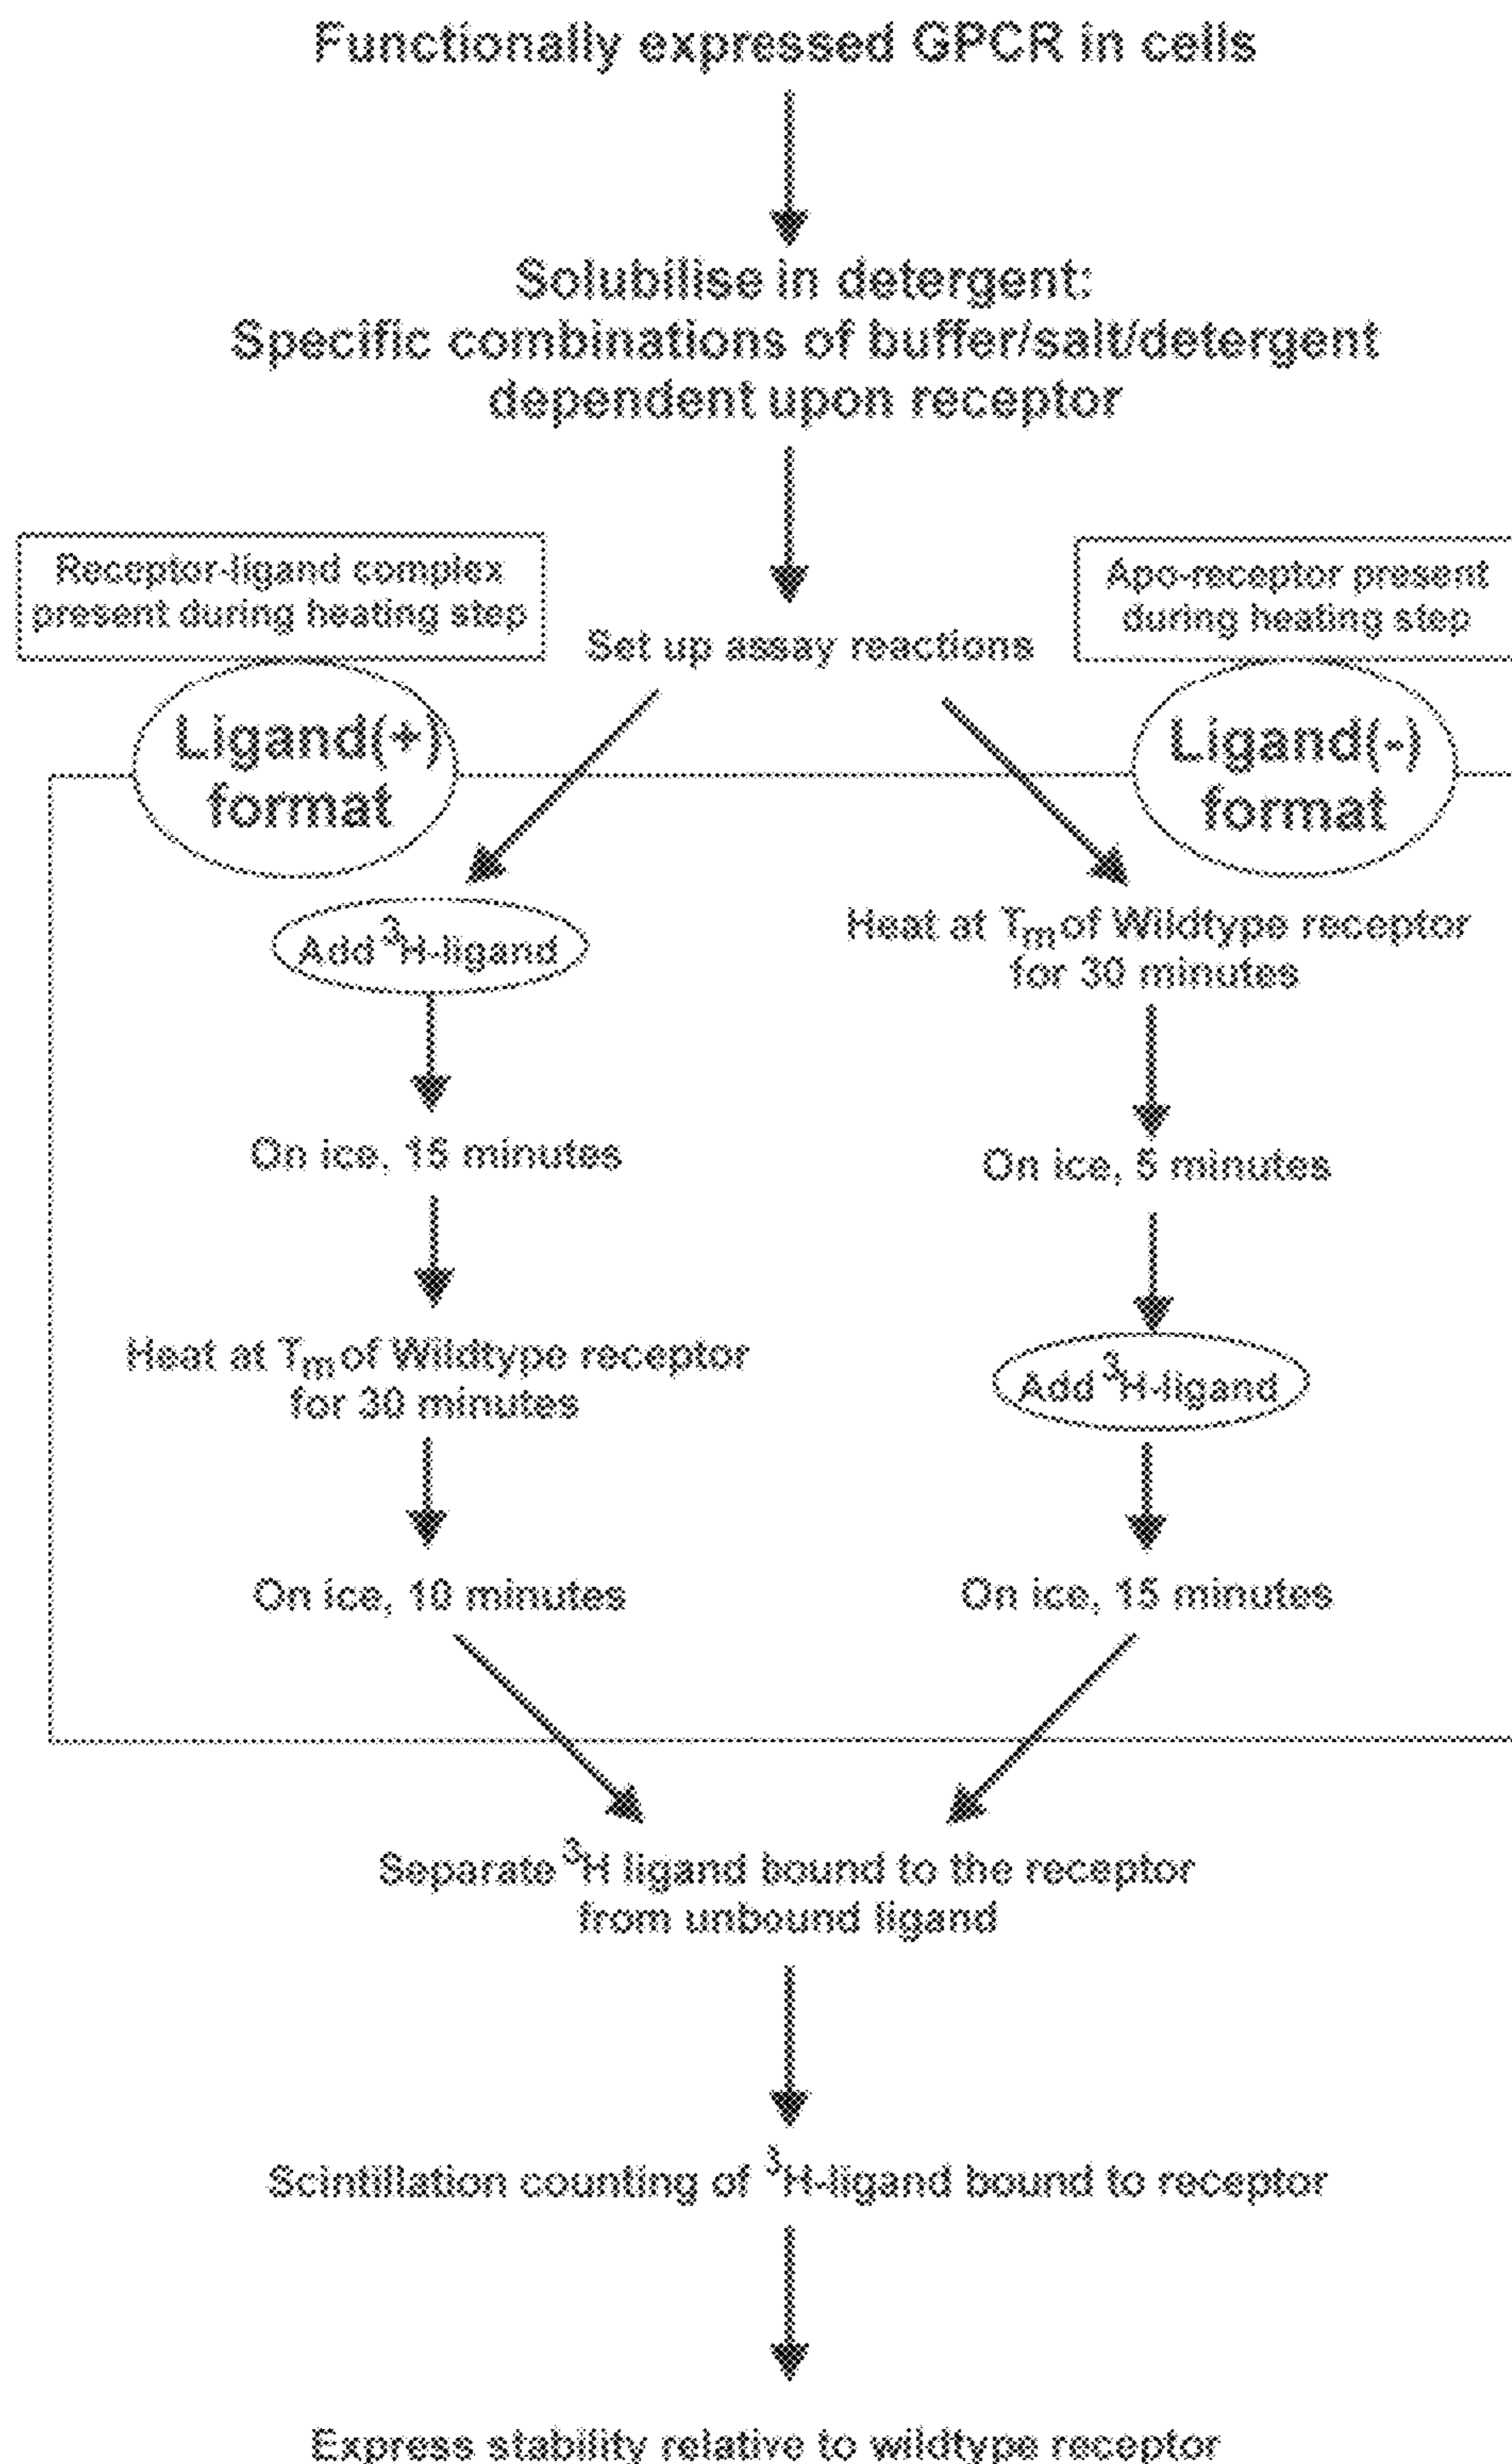 Functionally expressed GPCR in cells
Solubilise in detergent:
Specific combinations of buffer/salt/detergent
dependent upon receptor
Set up assay reactions
Receptor-ligand complex
present during heating step
Ligand(+)
format
Add ³H-ligand
On ice, 15 minutes
Heat at Tm of Wildtype receptor
for 30 minutes
On ice, 10 minutes
Apo-receptor present
during heating step
Ligand(-)
format
Heat at Tm of Wildtype receptor
for 30 minutes
On ice, 5 minutes
Add ³H-ligand
On ice, 15 minutes
Separate ³H ligand bound to the receptor
from unbound ligand
Scintillation counting of ³H-ligand bound to receptor
Express stability relative to wildtype receptor